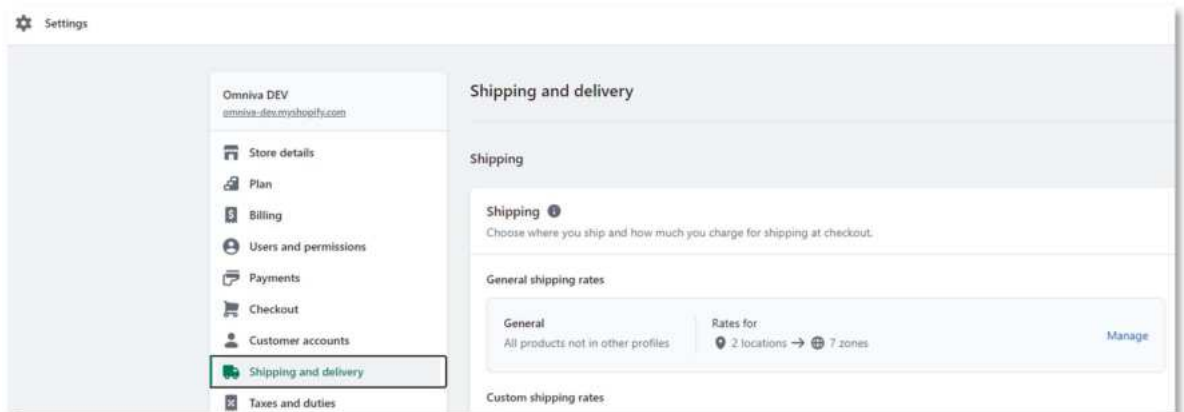 Settings
Omniva DEV
omniva-dev.myshopify.com
Store details
Plan
Billing
Users and permissions
Payments
Checkout
Customer accounts
Shipping and delivery
Taxes and duties
Shipping and delivery
Shipping
Shipping
Choose where you ship and how much you charge for shipping at checkout.
General shipping rates
General
All products not in other profiles
Rates for
2 locations → 7 zones
Manage
Custom shipping rates